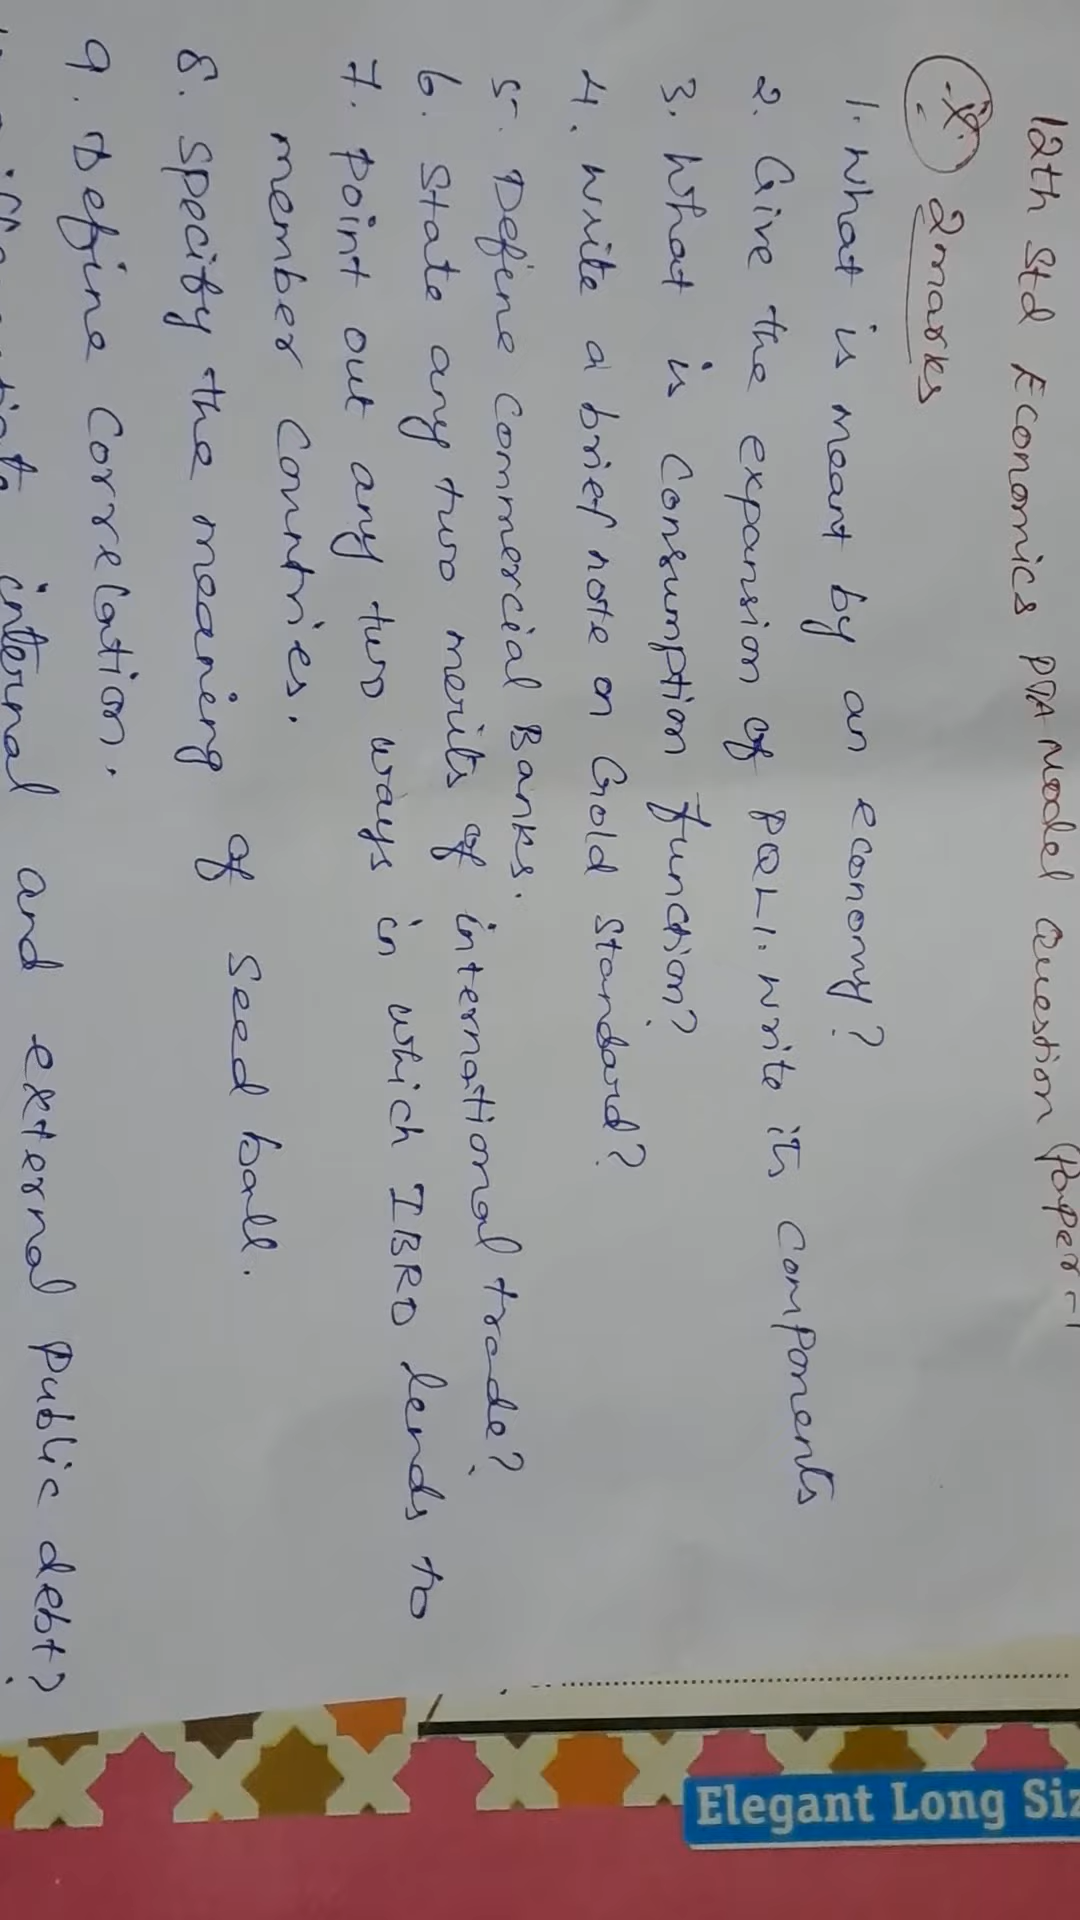 12th Std Economics PTA Model Question Paper-1
2marks
1. What is meant by an economy?
2. Give the expansion of PQLI. write its components
3. What is Consumption function?
4. Write a brief note on Gold Standard?
5. Define Commercial Banks.
6. State any two merits of international trade?
7. Point out any two ways in which IBRD lends to
member Countries.
8. Specify the meaning of Seed ball.
9. Define Correlation.
internal and external public debt?
Elegant Long Siz